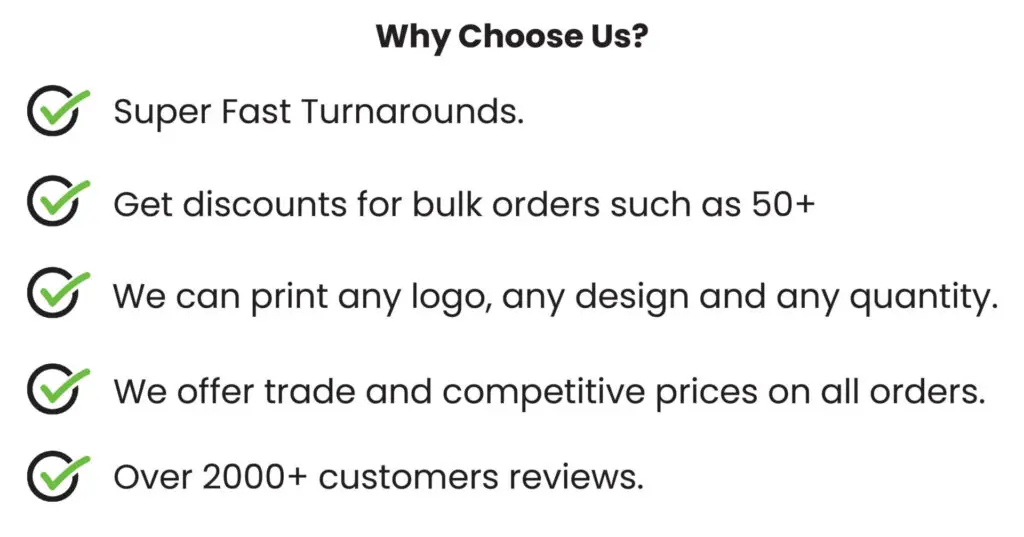 Why Choose Us?
Super Fast Turnarounds.
Get discounts for bulk orders such as 50+
We can print any logo, any design and any quantity.
We offer trade and competitive prices on all orders.
Over 2000+ customers reviews.